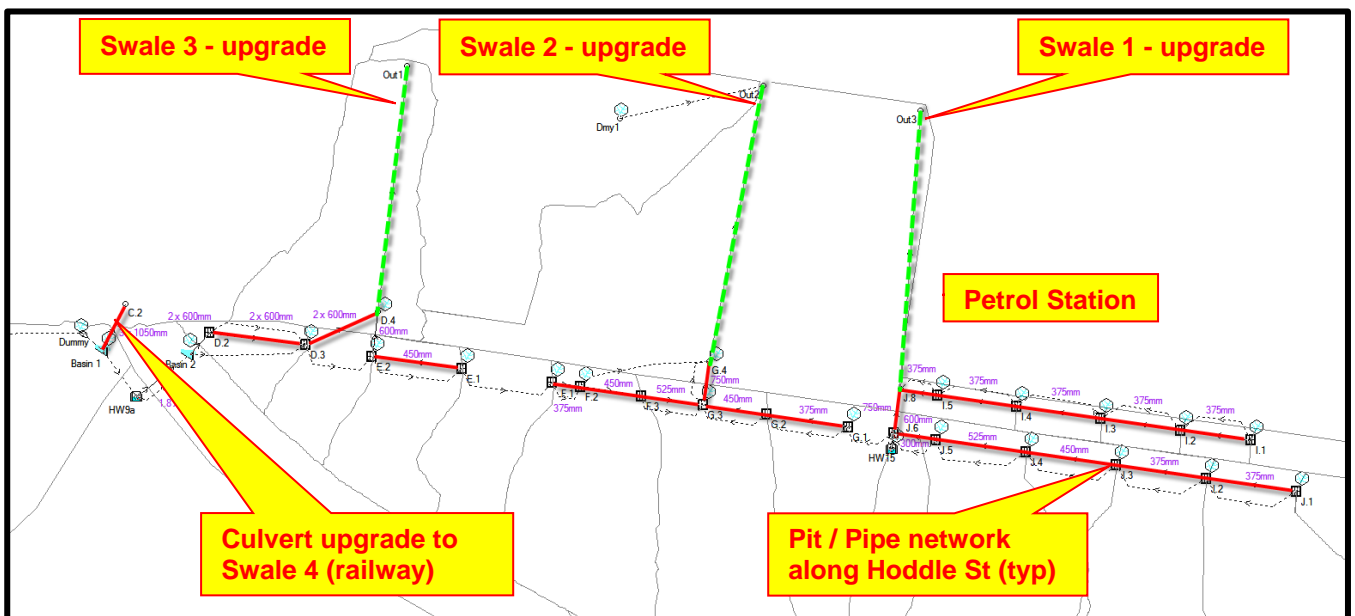 Swale 3 - upgrade
Swale 2 - upgrade
Swale 1 - upgrade
Out1
Out2
Dmy1
Out3
Petrol Station
C.2
1050mm
Dummy
Basin 1
HW9a
1.8
Basin 2
2 x 600mm
2 x 600mm
2 x 600mm
D.2
D.3
D.4
600mm
450mm
E.2
E.1
375mm
F.2
450mm
F.3
525mm
G.4
750mm
G.3
450mm
G.2
G.1
750mm
375mm
J.8
375mm
I.5
375mm
I.4
375mm
I.3
375mm
I.2
I.1
600mm
J.6
300mm
HW15
J.5
525mm
J.4
450mm
J.3
375mm
J.2
375mm
J.1
Culvert upgrade to
Swale 4 (railway)
Pit / Pipe network
along Hoddle St (typ)